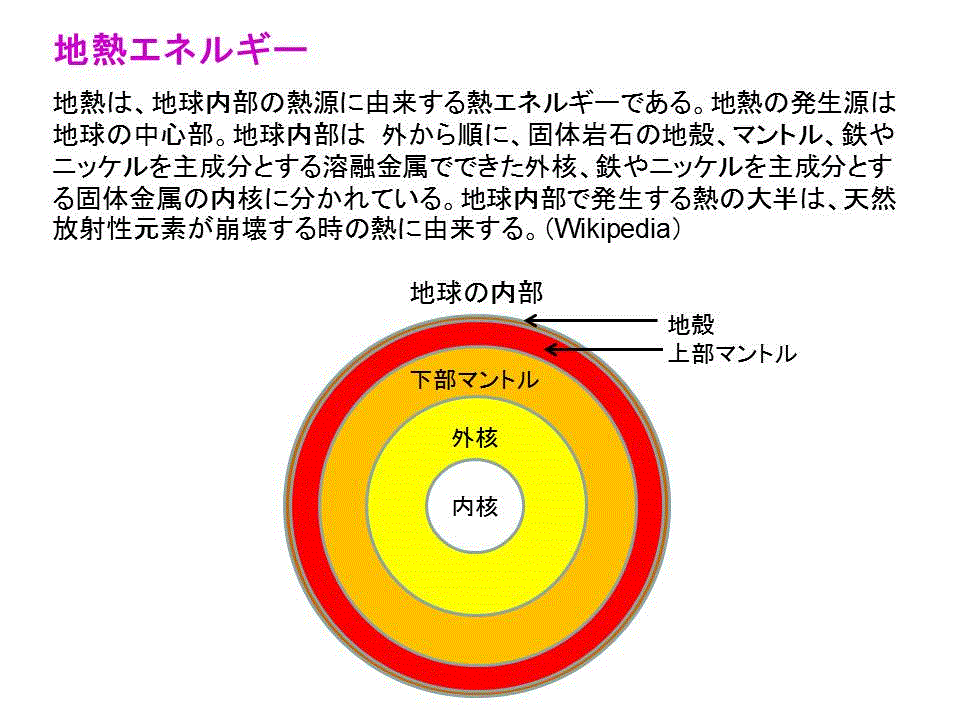 地熱エネルギー
地熱は、地球内部の熱源に由来する熱エネルギーである。地熱の発生源は
地球の中心部。地球内部は 外から順に、固体岩石の地殻、マントル、鉄や
ニッケルを主成分とする溶融金属でできた外核、鉄やニッケルを主成分とす
る固体金属の内核に分かれている。地球内部で発生する熱の大半は、天然
放射性元素が崩壊する時の熱に由来する。（Wikipedia）
地球の内部
地殻
上部マントル
下部マントル
外核
内核